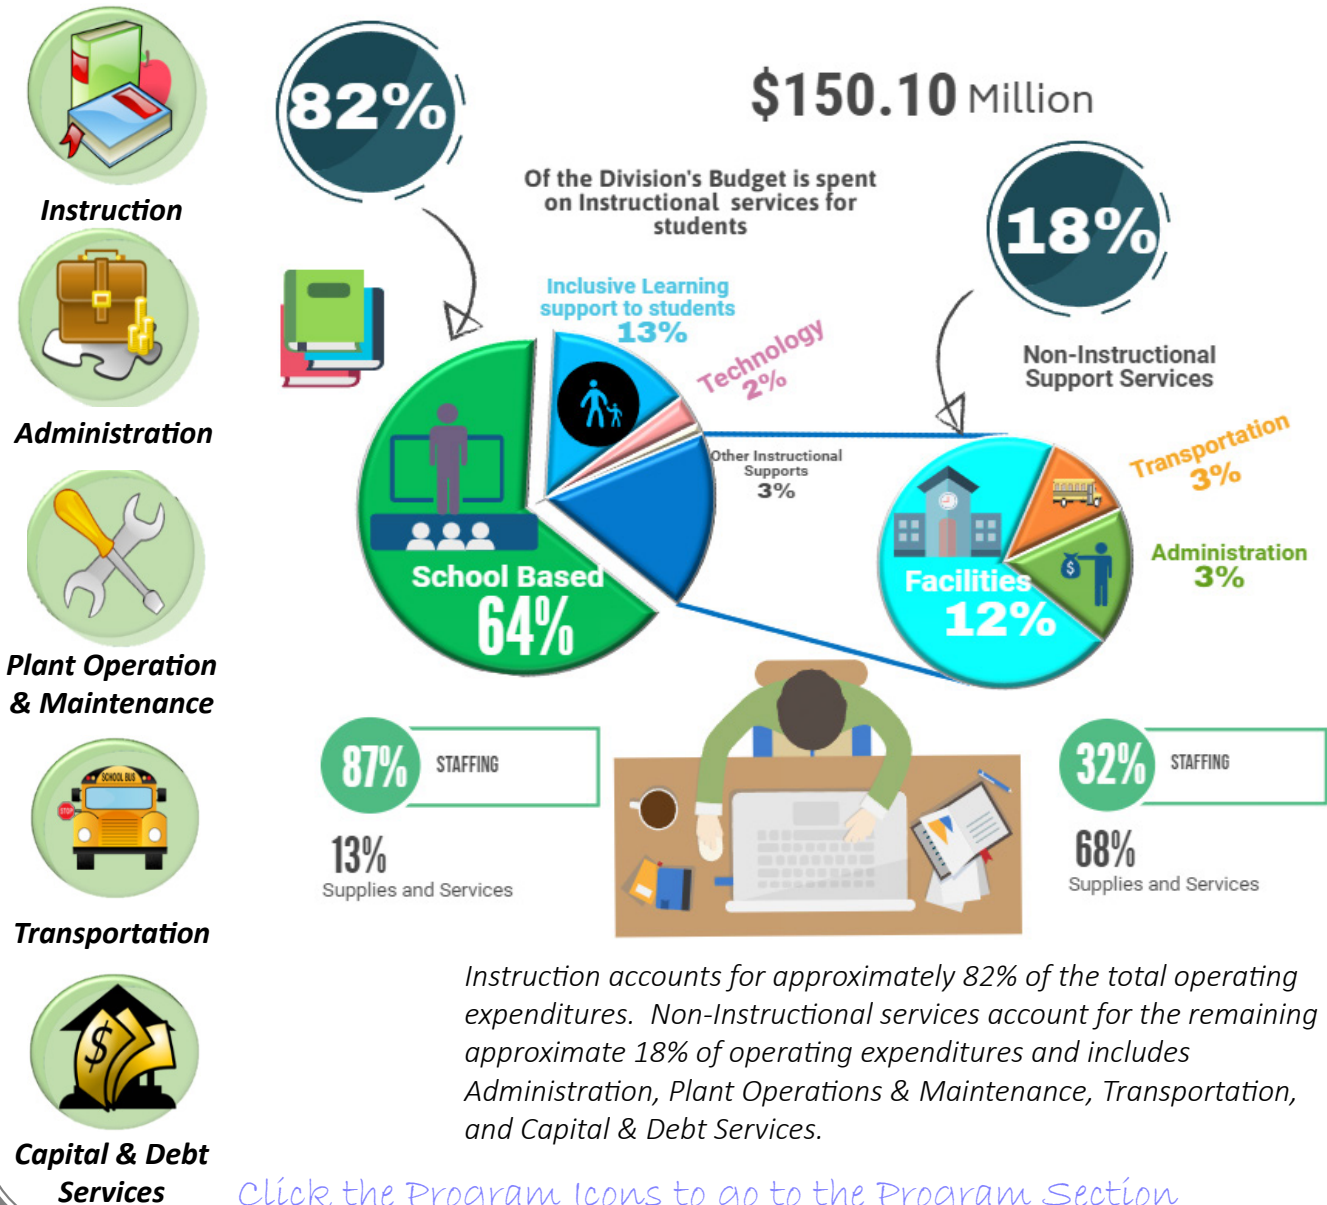 Instruction
Administration
Plant Operation
& Maintenance
SCHOOL BUS
STOP
Transportation
Capital & Debt
Services
82%
$150.10 Million
Of the Division's Budget is spent
on Instructional services for
students
18%
Non-Instructional
Support Services
Inclusive Learning
support to students
13%
Technology
2%
Other Instructional
Supports
3%
School Based
64%
Transportation
3%
Administration
3%
Facilities
12%
87% STAFFING
13%
Supplies and Services
32% STAFFING
68%
Supplies and Services
Instruction accounts for approximately 82% of the total operating
expenditures. Non-Instructional services account for the remaining
approximate 18% of operating expenditures and includes
Administration, Plant Operations & Maintenance, Transportation,
and Capital & Debt Services.
Click the Program Icons to go to the Program Section